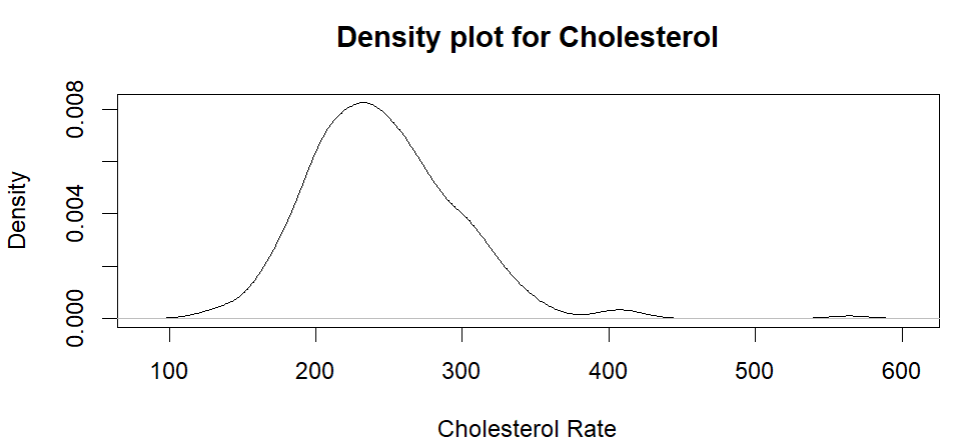 Density plot for Cholesterol
Density
0.008
0.004
0.000
100 200 300 400 500 600
Cholesterol Rate